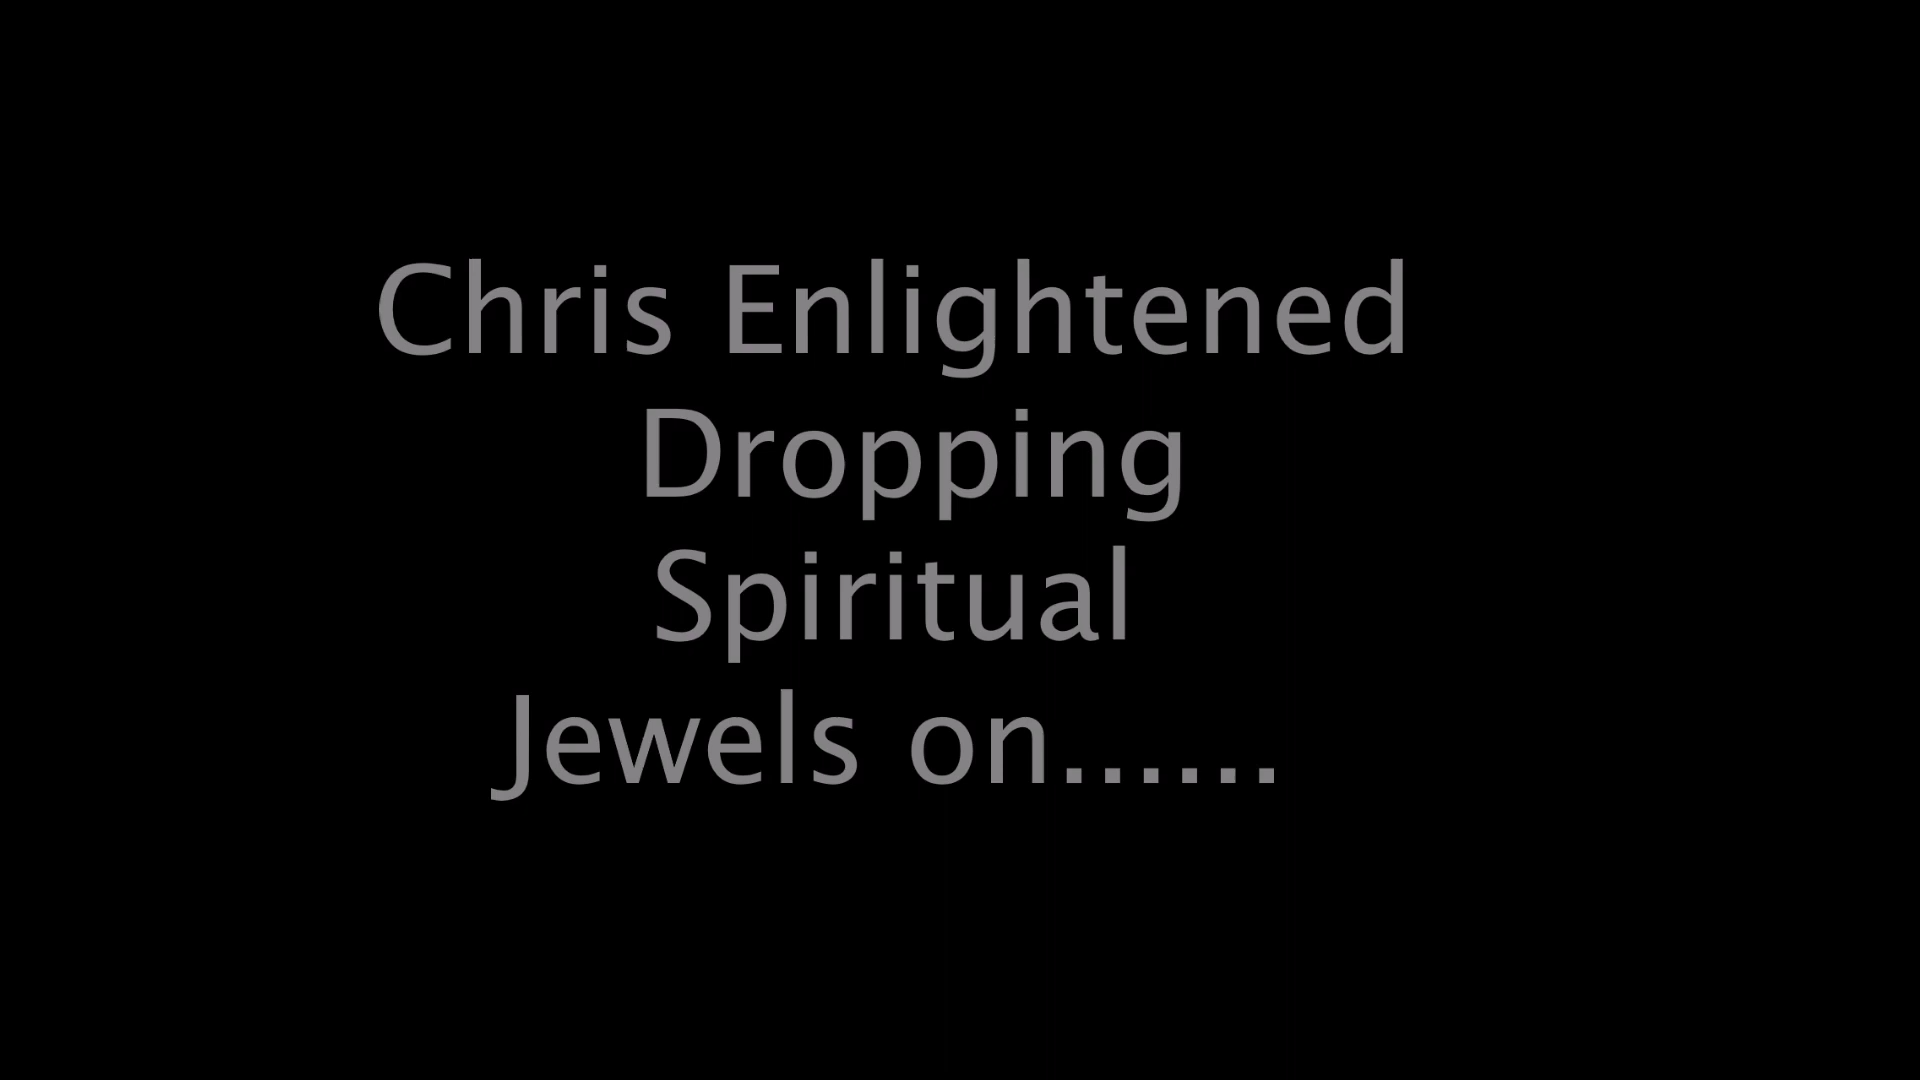 Chris Enlightened
Dropping
Spiritual
Jewels on......